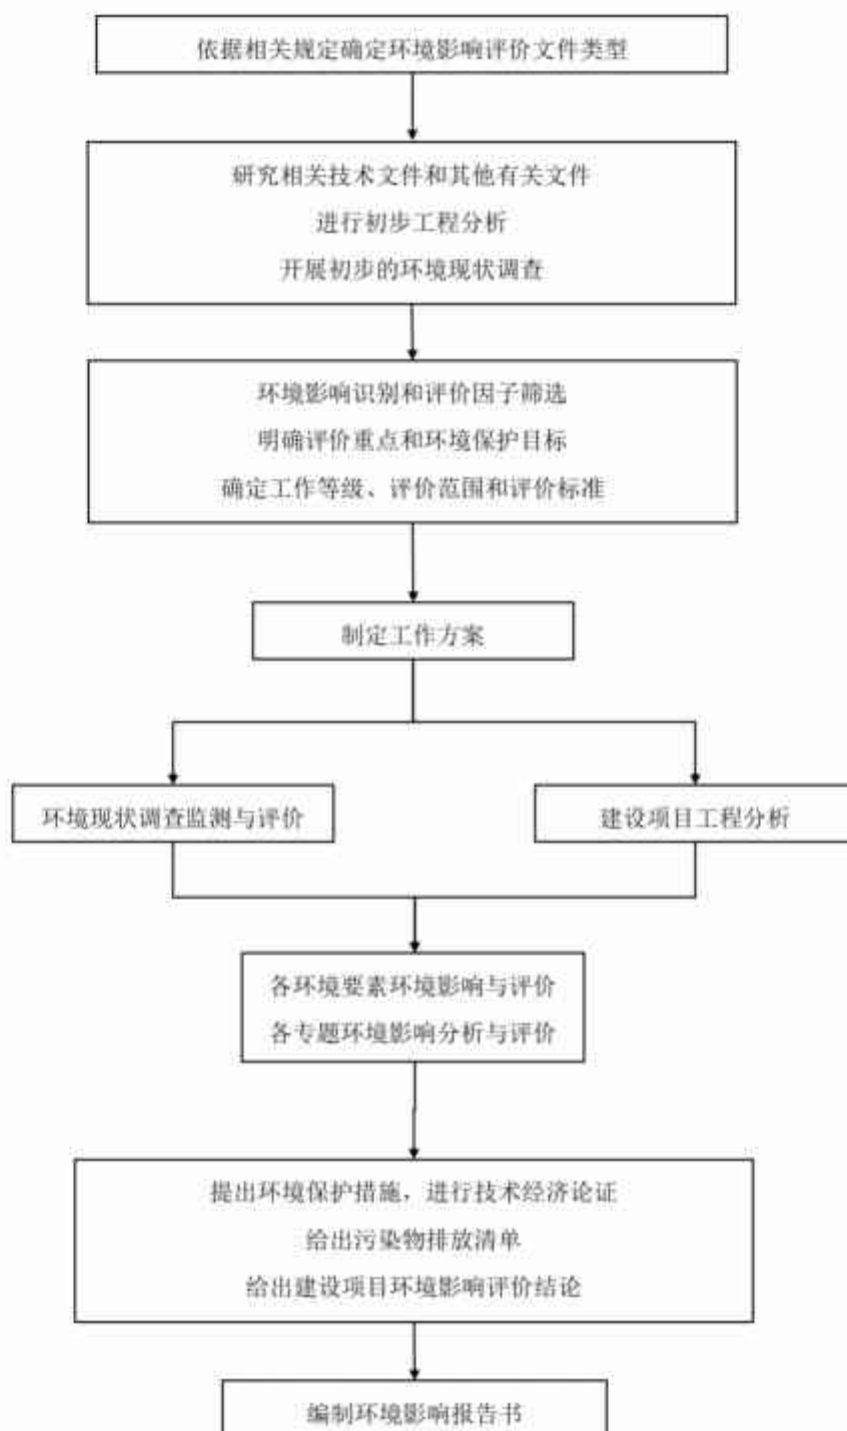 依据相关规定确定环境影响评价文件类型
研究相关技术文件和其他有关文件
进行初步工程分析
开展初步的环境现状调查
环境影响识别和评价因子筛选
明确评价重点和环境保护目标
确定工作等级、评价范围和评价标准
制定工作方案
环境现状调查监测与评价
建设项目工程分析
各环境要素环境影响与评价
各专题环境影响分析与评价
提出环境保护措施，进行技术经济论证
给出污染物排放清单
给出建设项目环境影响评价结论
编制环境影响报告书